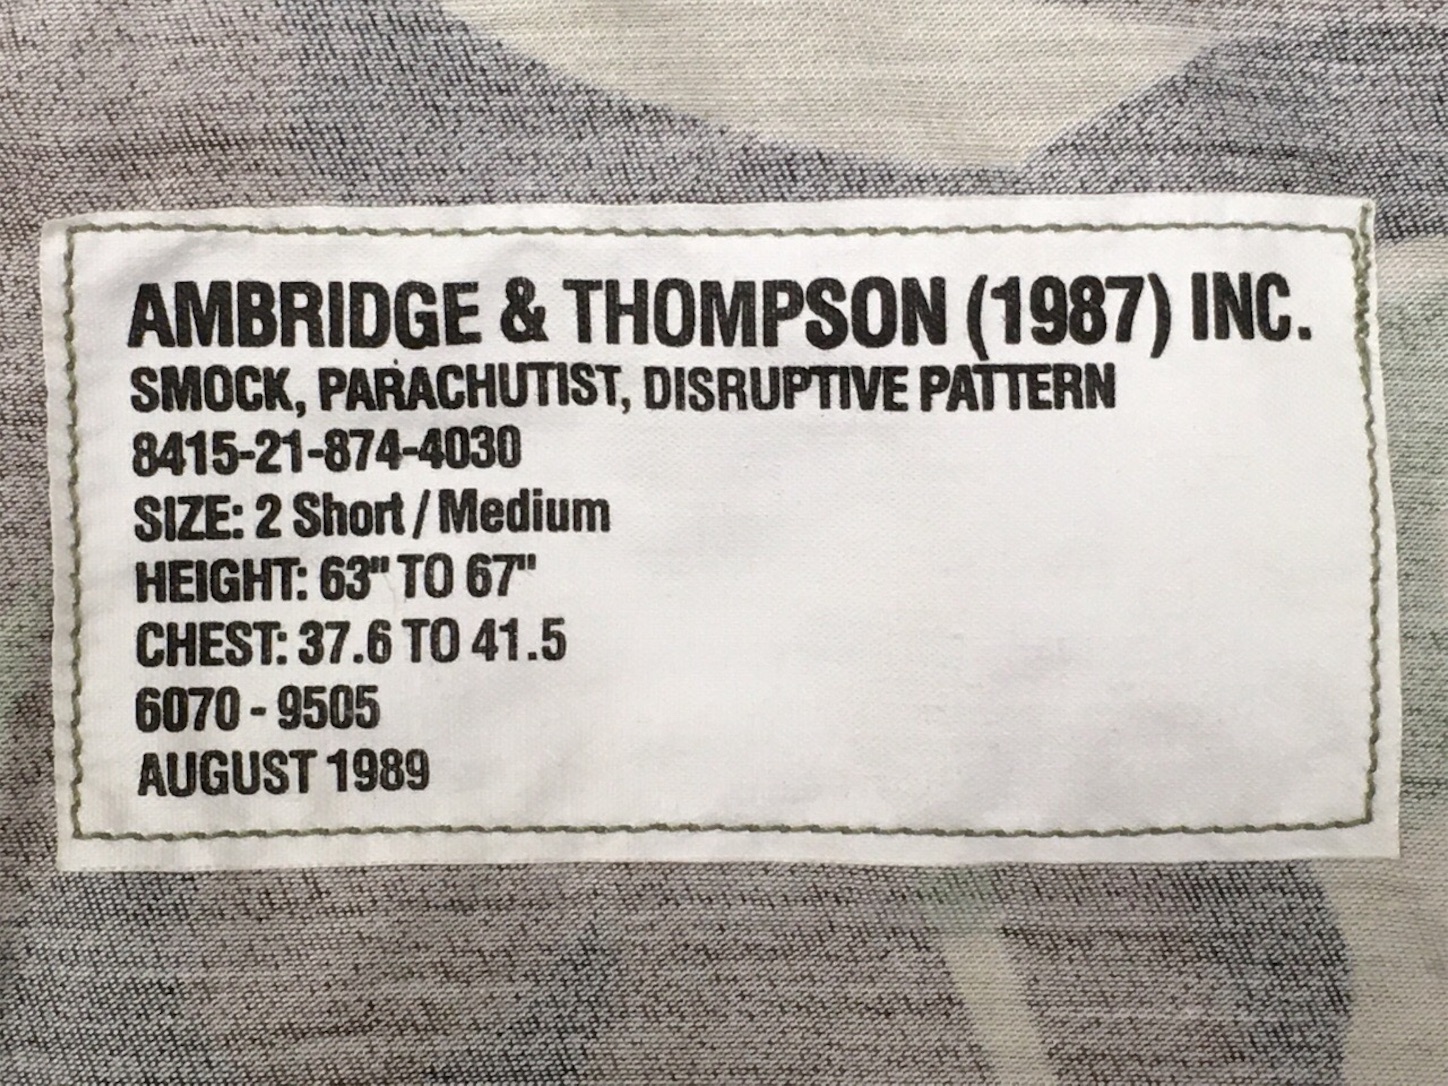 AMBRIDGE & THOMPSON (1987) INC.
SMOCK, PARACHUTIST, DISRUPTIVE PATTERN
8415-21-874-4030
SIZE: 2 Short / Medium
HEIGHT: 63" TO 67"
CHEST: 37.6 TO 41.5
6070 - 9505
AUGUST 1989